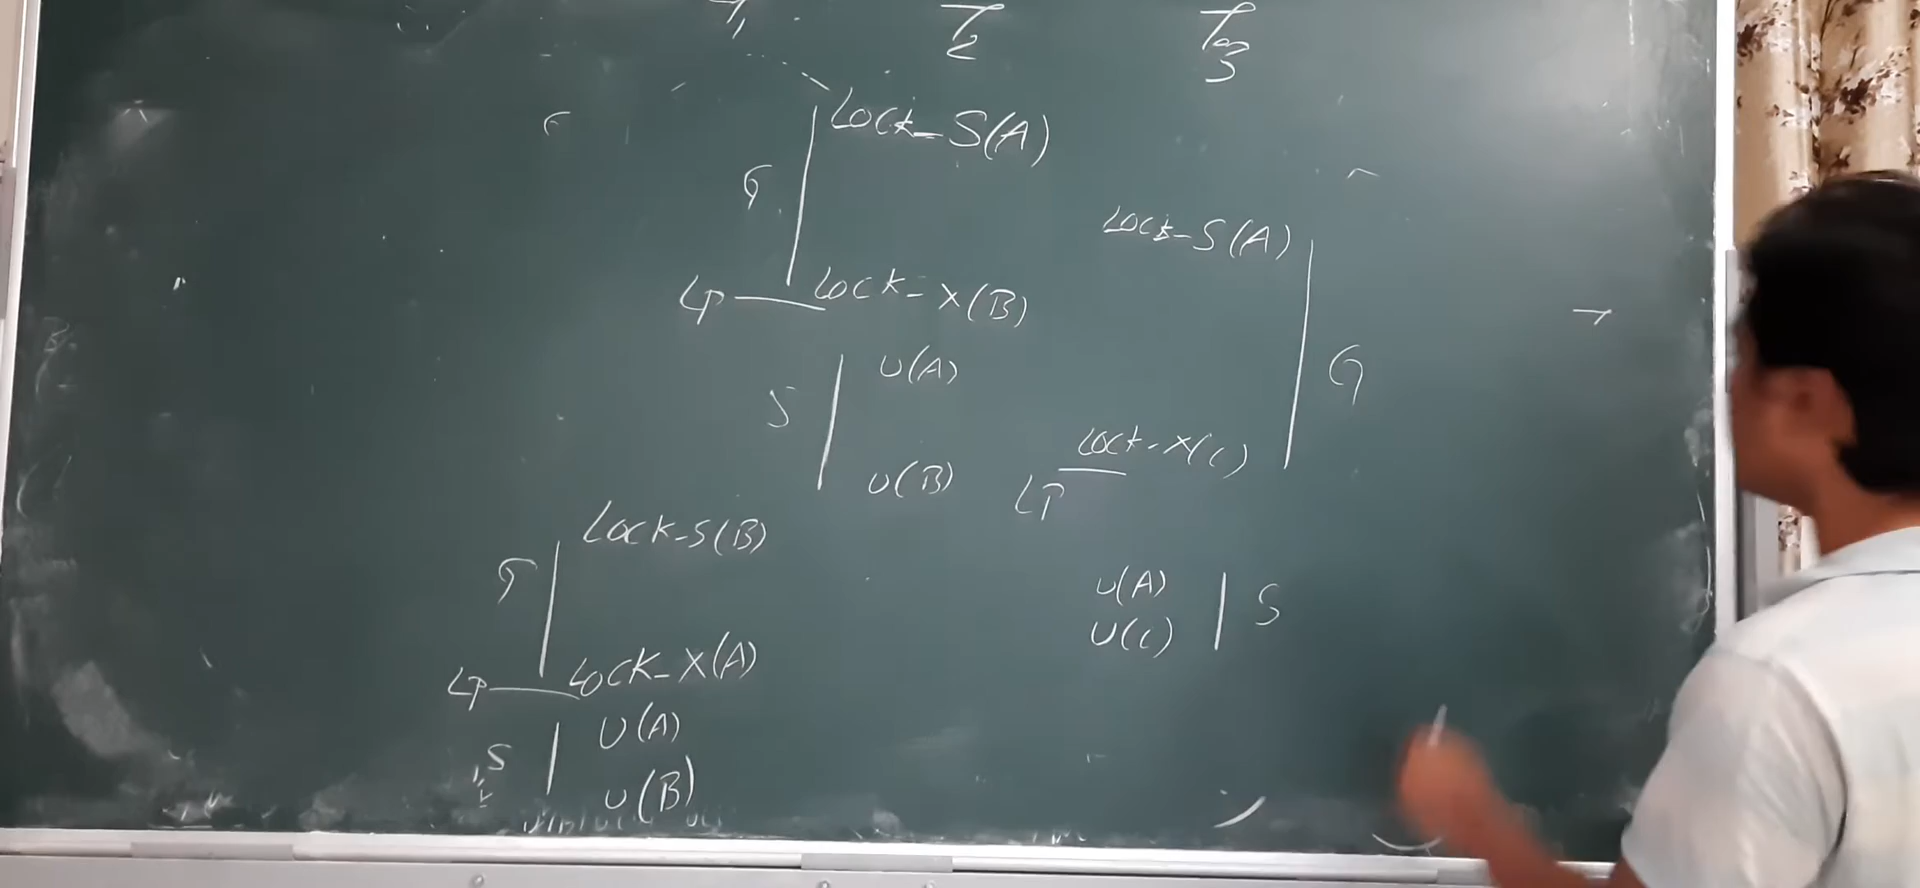 T1 T2 T3
Lock-S(A)
G
Lock-S(A)
LP Lock-X(B)
G
U(A)
S
Lock-X(C)
U(B)
LP
Lock-S(B)
G
U(A)
S
U(C)
Lock-X(A)
LP
U(A)
S
U(B)